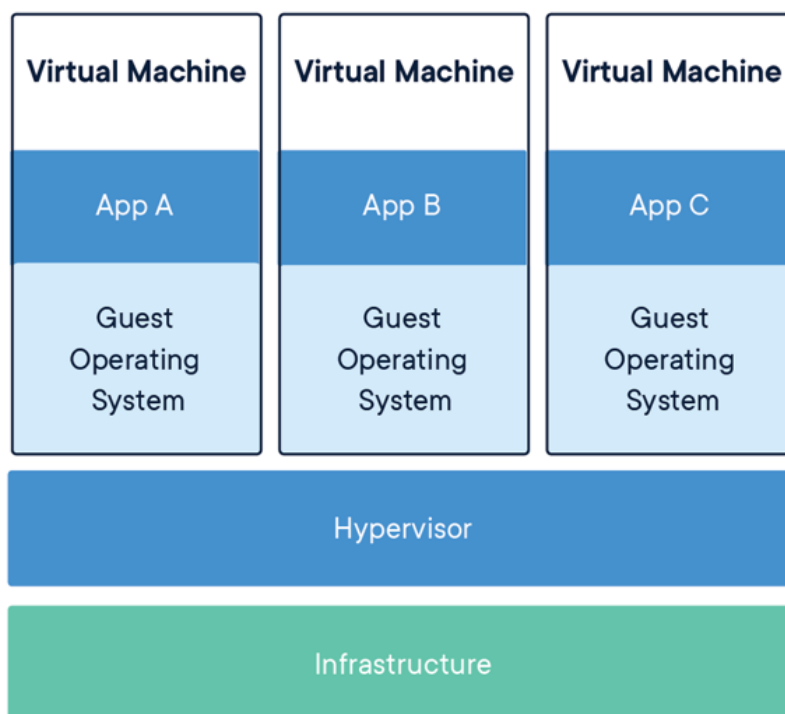 Virtual Machine
Virtual Machine
Virtual Machine
App A
App B
App C
Guest
Operating
System
Guest
Operating
System
Guest
Operating
System
Hypervisor
Infrastructure